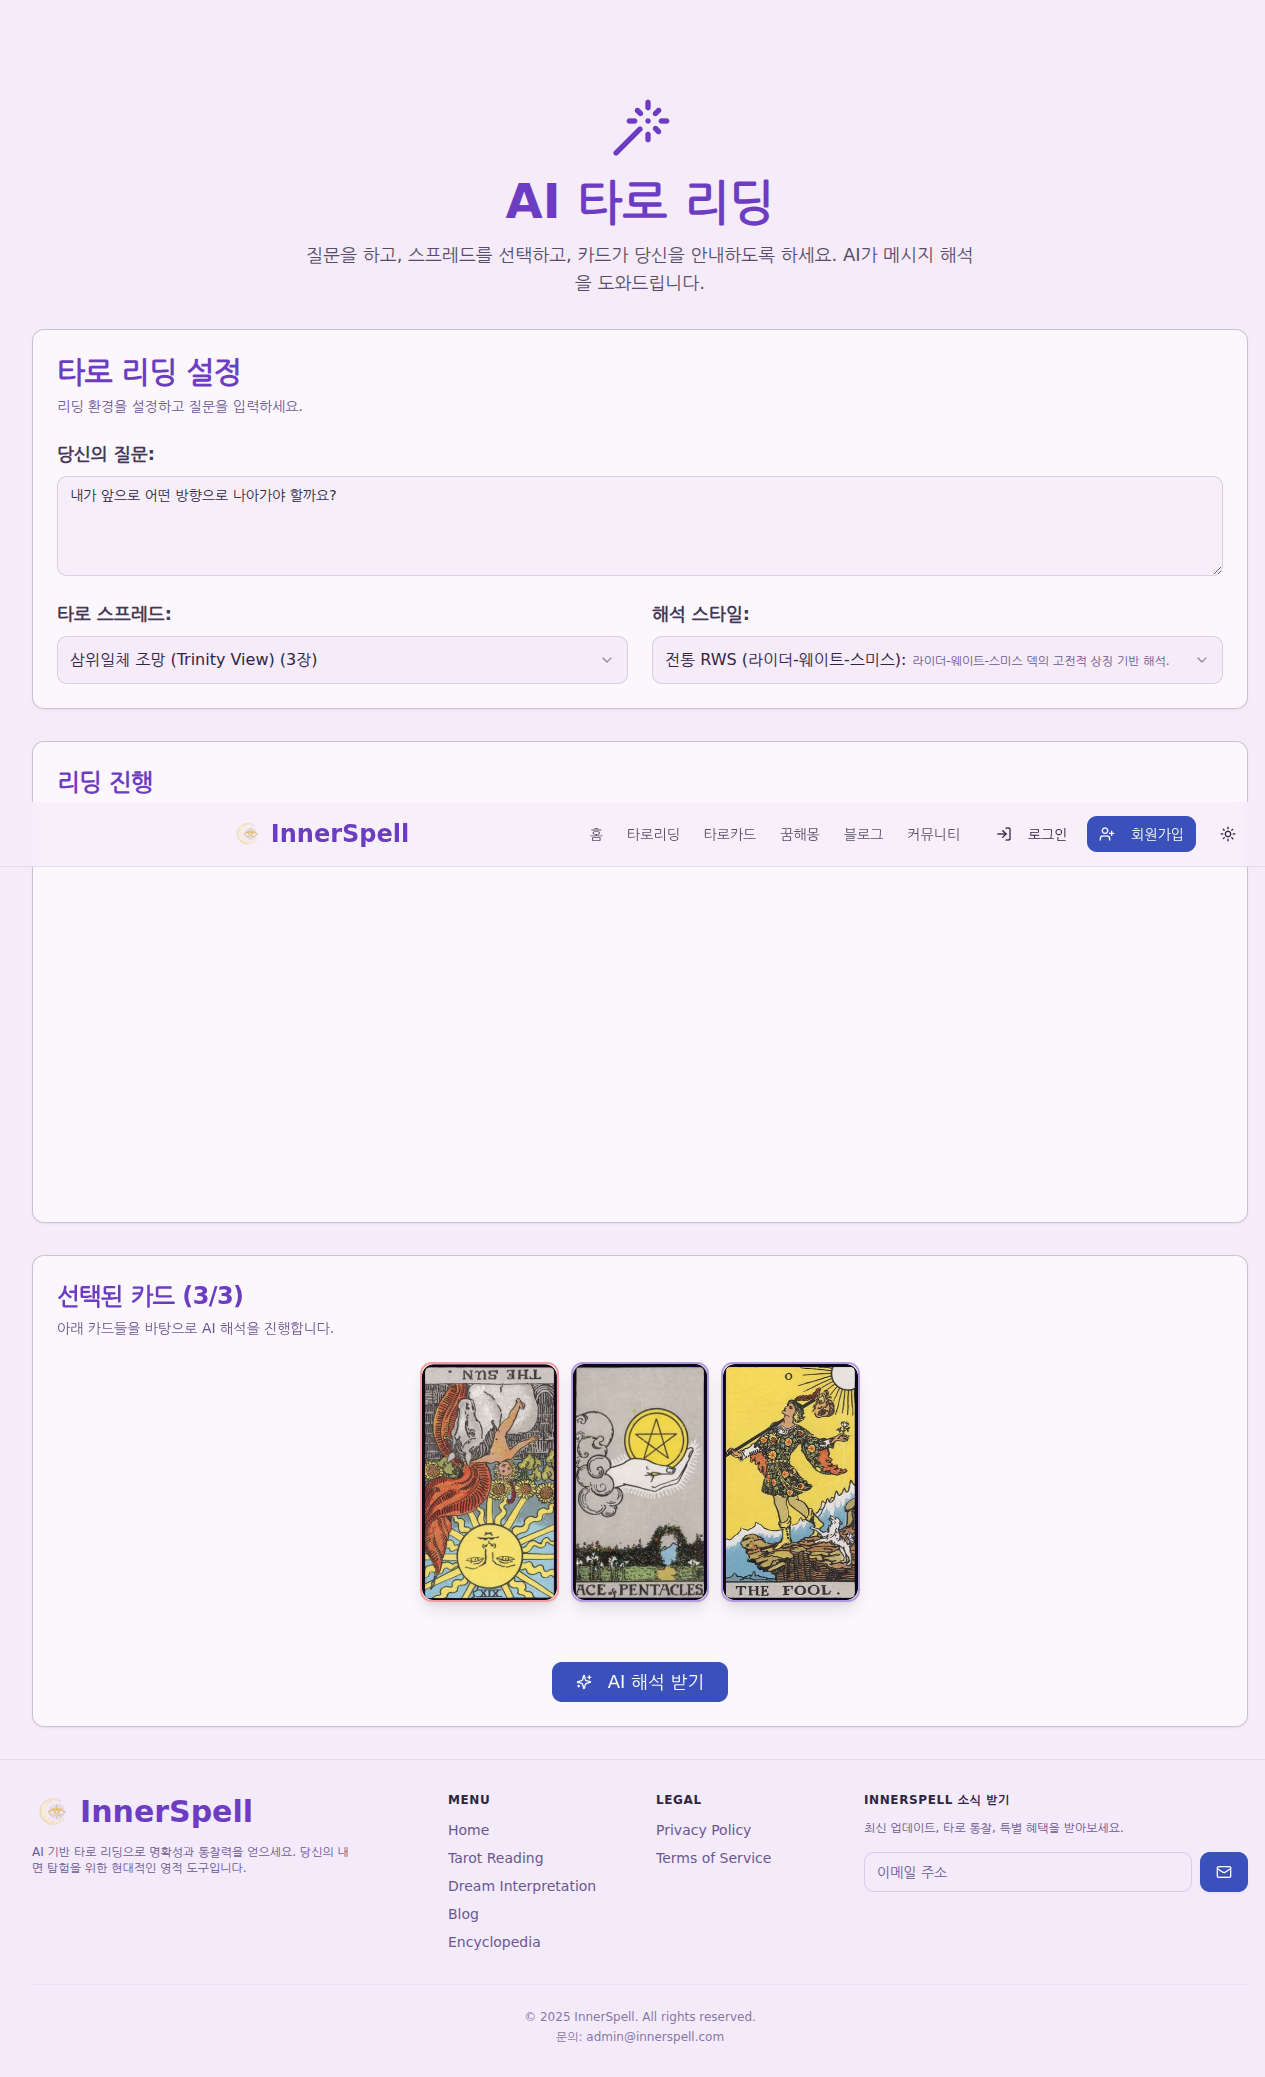 AI 타로 리딩
질문을 하고, 스프레드를 선택하고, 카드가 당신을 안내하도록 하세요. AI가 메시지 해석
을 도와드립니다.
타로 리딩 설정
리딩 환경을 설정하고 질문을 입력하세요.
당신의 질문:
내가 앞으로 어떤 방향으로 나아가야 할까요?
타로 스프레드:
해석 스타일:
삼위일체 조망 (Trinity View) (3장)
전통 RWS (라이더-웨이트-스미스): 라이더-웨이트-스미스 덱의 고전적 상징 기반 해석.
리딩 진행
InnerSpell 홈 타로리딩 타로카드 꿈해몽 블로그 커뮤니티 로그인 회원가입
선택된 카드 (3/3)
아래 카드들을 바탕으로 AI 해석을 진행합니다.
THE SUN .
XIX
ACE of PENTACLES
0
THE FOOL .
AI 해석 받기
InnerSpell
AI 기반 타로 리딩으로 명확성과 통찰력을 얻으세요. 당신의 내
면 탐험을 위한 현대적인 영적 도구입니다.
MENU
Home
Tarot Reading
Dream Interpretation
Blog
Encyclopedia
LEGAL
Privacy Policy
Terms of Service
INNERSPELL 소식 받기
최신 업데이트, 타로 통찰, 특별 혜택을 받아보세요.
이메일 주소
© 2025 InnerSpell. All rights reserved.
문의: admin@innerspell.com